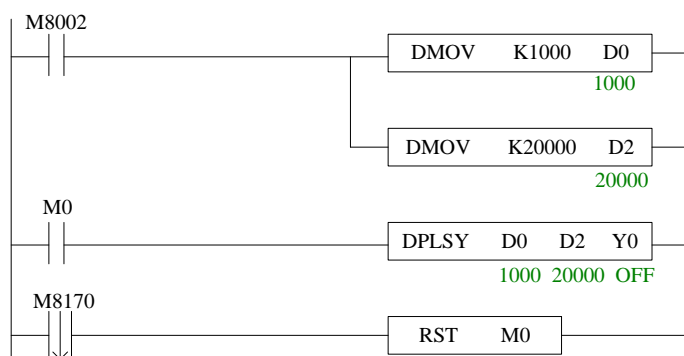 M8002
DMOV K1000 D0
1000
DMOV K20000 D2
20000
M0
DPLSY D0 D2 Y0
1000 20000 OFF
M8170
RST M0